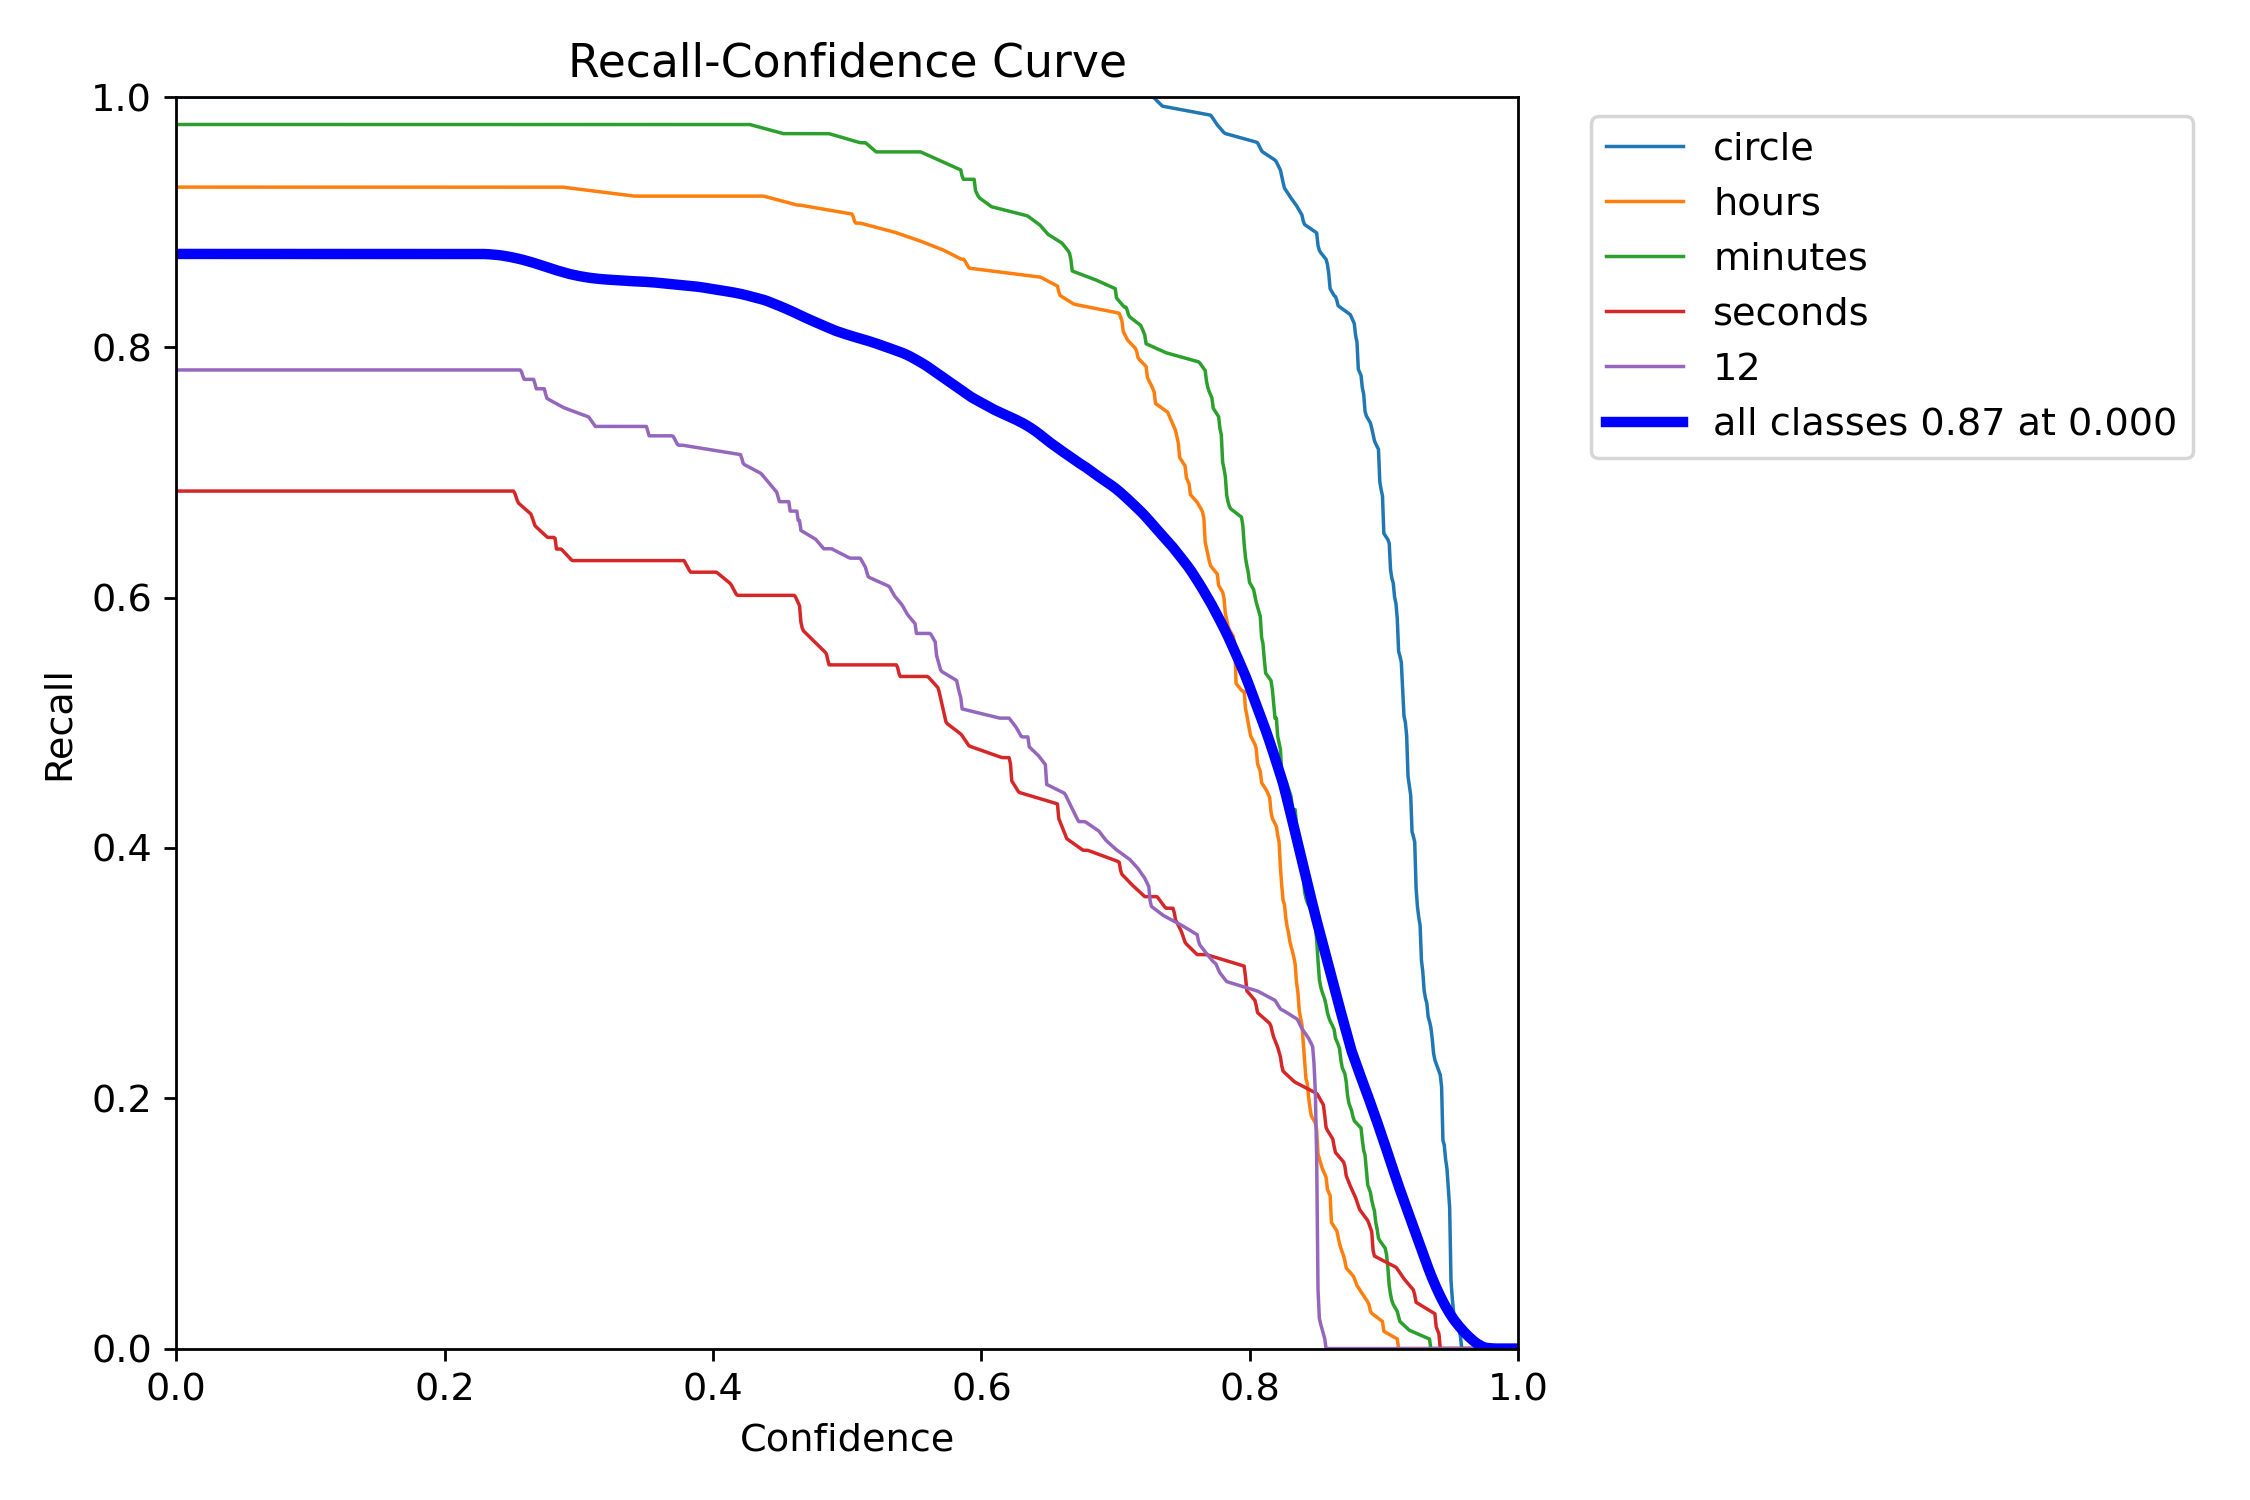 Recall-Confidence Curve
1.0
0.8
0.6
0.4
0.2
0.0
Recall
0.0 0.2 0.4 0.6 0.8 1.0
Confidence
circle
hours
minutes
seconds
12
all classes 0.87 at 0.000